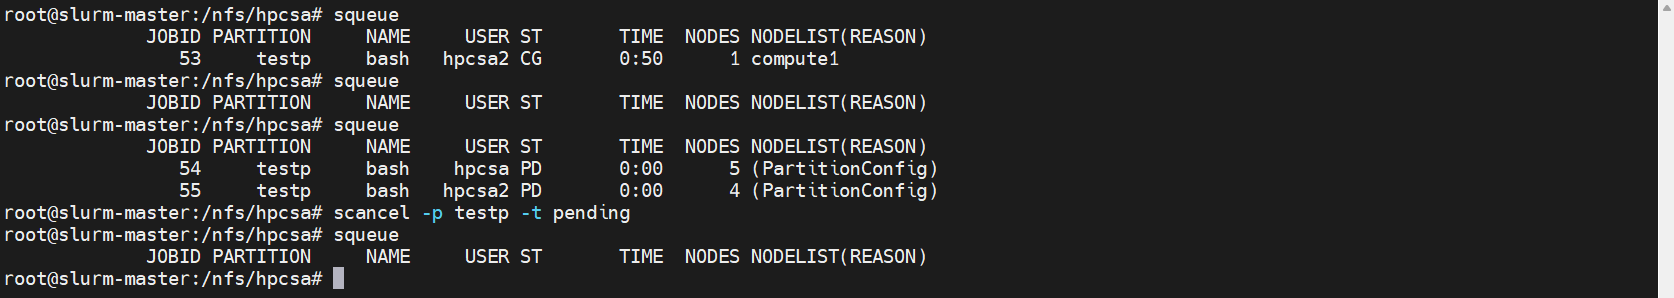 root@slurm-master:/nfs/hpcsa# squeue
JOBID PARTITION NAME USER ST TIME NODES NODELIST(REASON)
53 testp bash hpcsa2 CG 0:50 1 compute1
root@slurm-master:/nfs/hpcsa# squeue
JOBID PARTITION NAME USER ST TIME NODES NODELIST(REASON)
root@slurm-master:/nfs/hpcsa# squeue
JOBID PARTITION NAME USER ST TIME NODES NODELIST(REASON)
54 testp bash hpcsa PD 0:00 5 (PartitionConfig)
55 testp bash hpcsa2 PD 0:00 4 (PartitionConfig)
root@slurm-master:/nfs/hpcsa# scancel -p testp -t pending
root@slurm-master:/nfs/hpcsa# squeue
JOBID PARTITION NAME USER ST TIME NODES NODELIST(REASON)
root@slurm-master:/nfs/hpcsa#